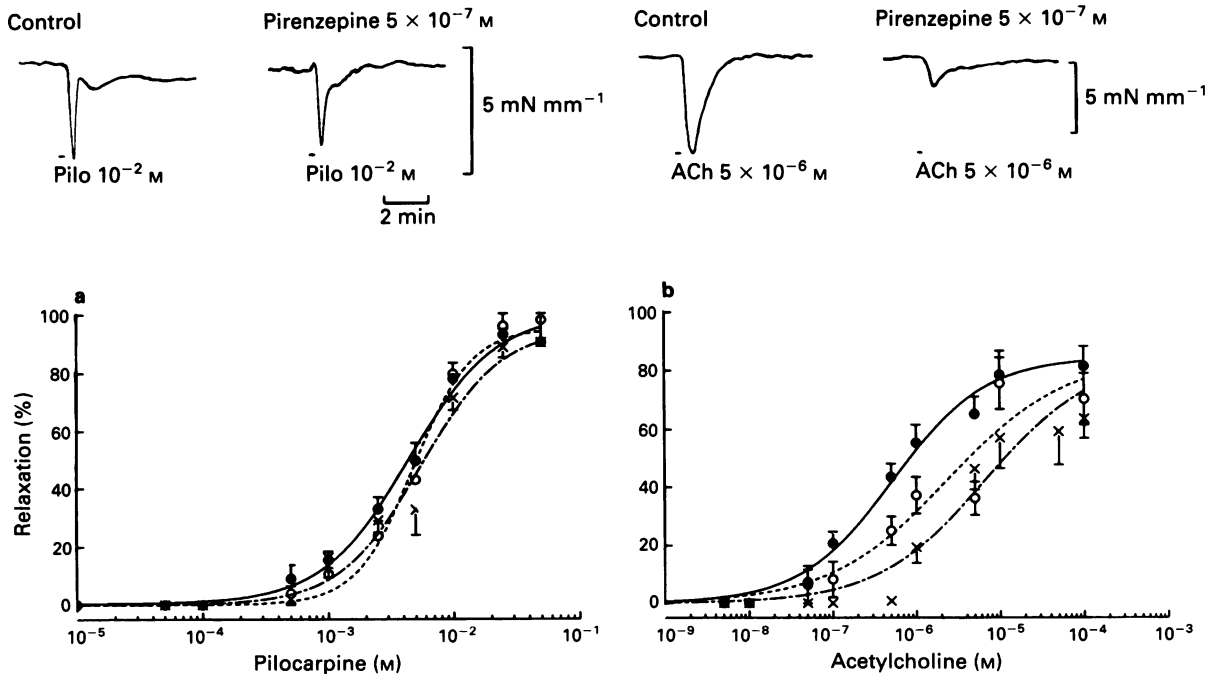 Control
Pirenzepine 5 × 10⁻⁷ M
Control
Pirenzepine 5 × 10⁻⁷ M
5 mN mm⁻¹
5 mN mm⁻¹
Pilo 10⁻² M
Pilo 10⁻² M
ACh 5 × 10⁻⁶ M
ACh 5 × 10⁻⁶ M
2 min
a
100
80
60
40
20
0
Relaxation (%)
10⁻⁵
10⁻⁴
10⁻³
10⁻²
10⁻¹
Pilocarpine (M)
b
100
80
60
40
20
0
10⁻⁹
10⁻⁸
10⁻⁷
10⁻⁶
10⁻⁵
10⁻⁴
10⁻³
Acetylcholine (M)